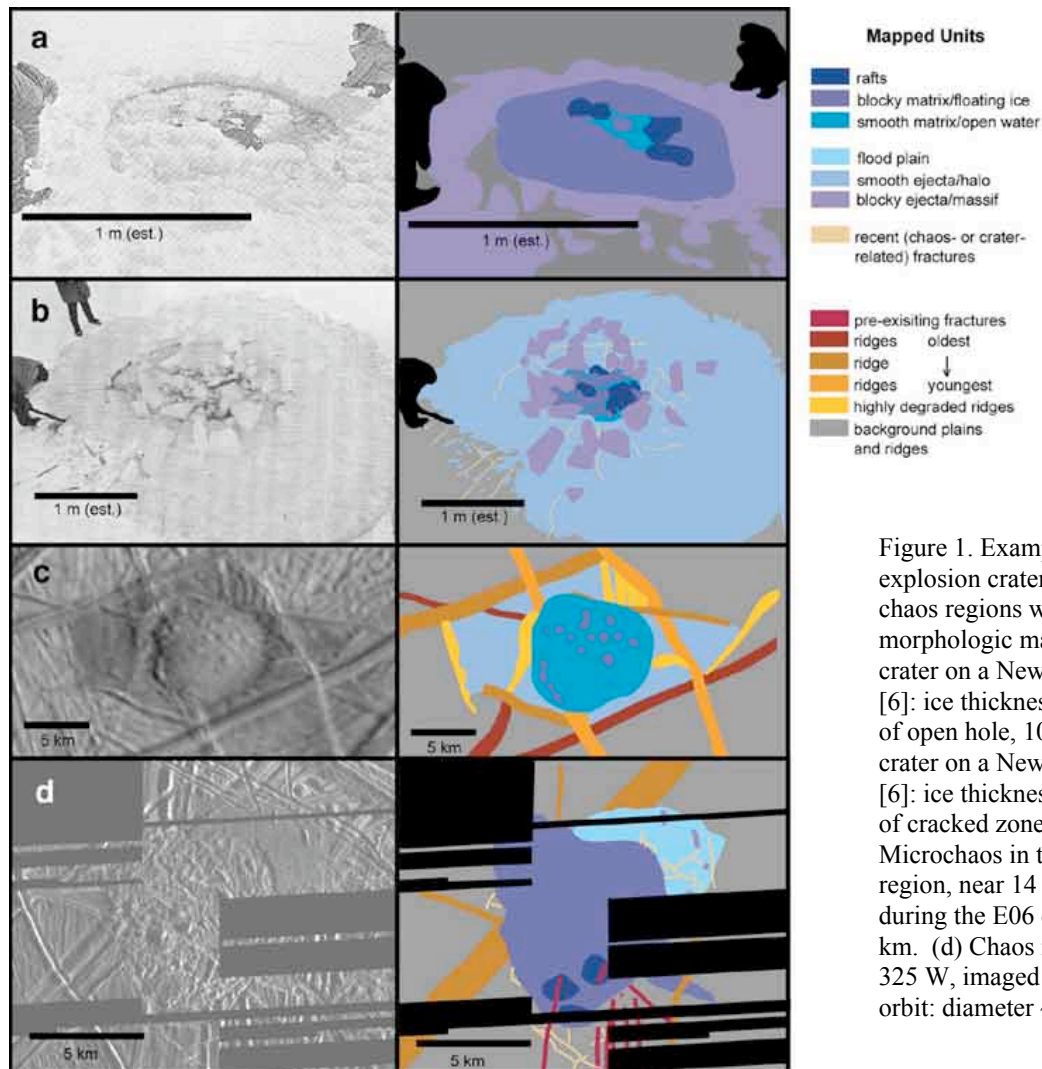 a
1 m (est.)
1 m (est.)
b
1 m (est.)
1 m (est.)
c
5 km
5 km
d
5 km
5 km
Mapped Units
rafts
blocky matrix/floating ice
smooth matrix/open water
flood plain
smooth ejecta/halo
blocky ejecta/massif
recent (chaos- or crater-
related) fractures
pre-exisiting fractures
ridges oldest
ridge ↓
ridges youngest
highly degraded ridges
background plains
and ridges
Figure 1. Examp
explosion crater
chaos regions w
morphologic ma
crater on a New
[6]: ice thicknes
of open hole, 10
crater on a New
[6]: ice thicknes
of cracked zone
Microchaos in t
region, near 14
during the E06
km. (d) Chaos
325 W, imaged
orbit: diameter